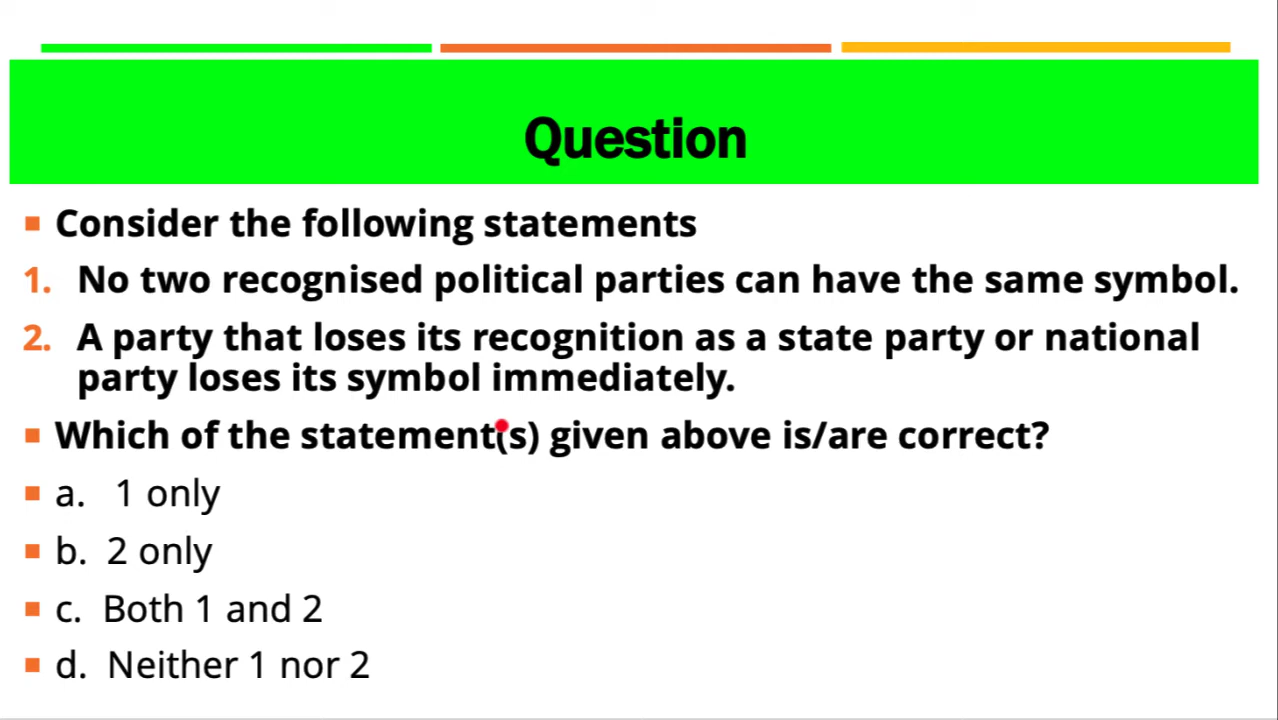 Question
Consider the following statements
1. No two recognised political parties can have the same symbol.
2. A party that loses its recognition as a state party or national
party loses its symbol immediately.
Which of the statement(s) given above is/are correct?
a. 1 only
b. 2 only
c. Both 1 and 2
d. Neither 1 nor 2